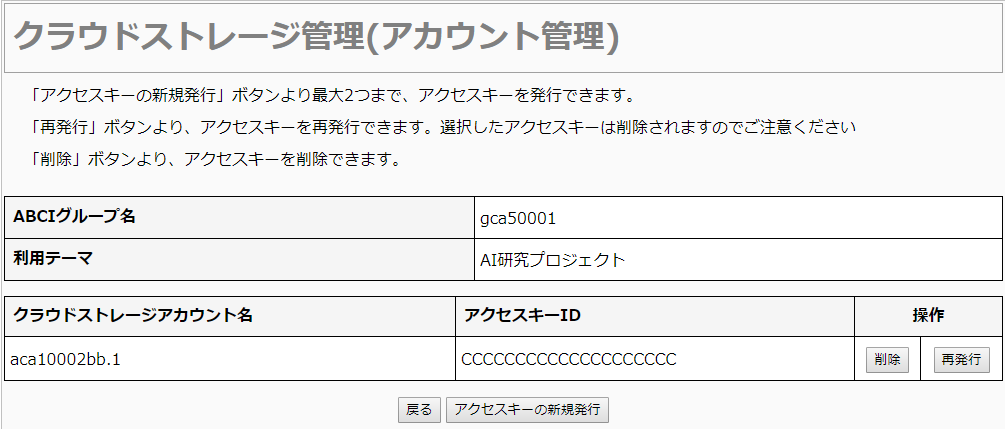 クラウドストレージ管理(アカウント管理)
「アクセスキーの新規発行」ボタンより最大2つまで、アクセスキーを発行できます。
「再発行」ボタンより、アクセスキーを再発行できます。選択したアクセスキーは削除されますのでご注意ください
「削除」ボタンより、アクセスキーを削除できます。
ABCIグループ名 gca50001
利用テーマ AI研究プロジェクト
クラウドストレージアカウント名 アクセスキーID 操作
aca10002bb.1 CCCCCCCCCCCCCCCCCCCC 削除 再発行
戻る アクセスキーの新規発行